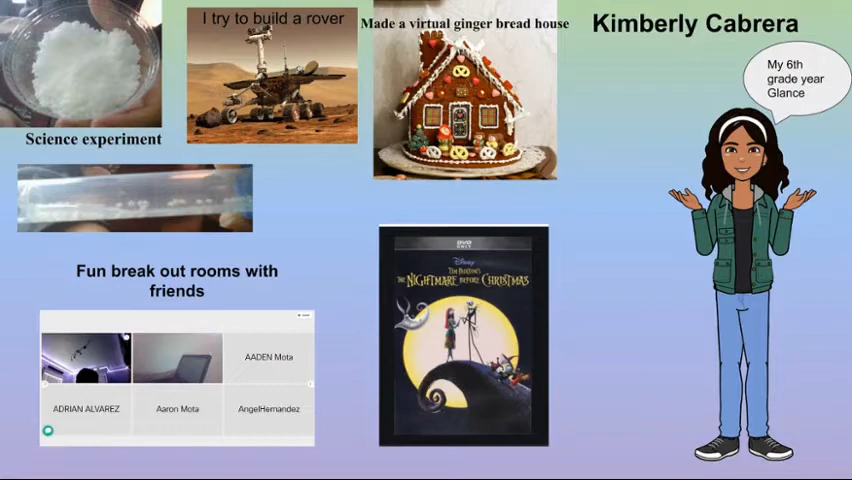 I try to build a rover
Made a virtual ginger bread house
Kimberly Cabrera
My 6th
grade year
Glance
Science experiment
Fun break out rooms with
friends
AADEN Mota
ADRIAN ALVAREZ
Aaron Mota
AngelHernandez
DVD
ONLY
Disney
TIM BURTON'S
THE NIGHTMARE BEFORE CHRISTMAS